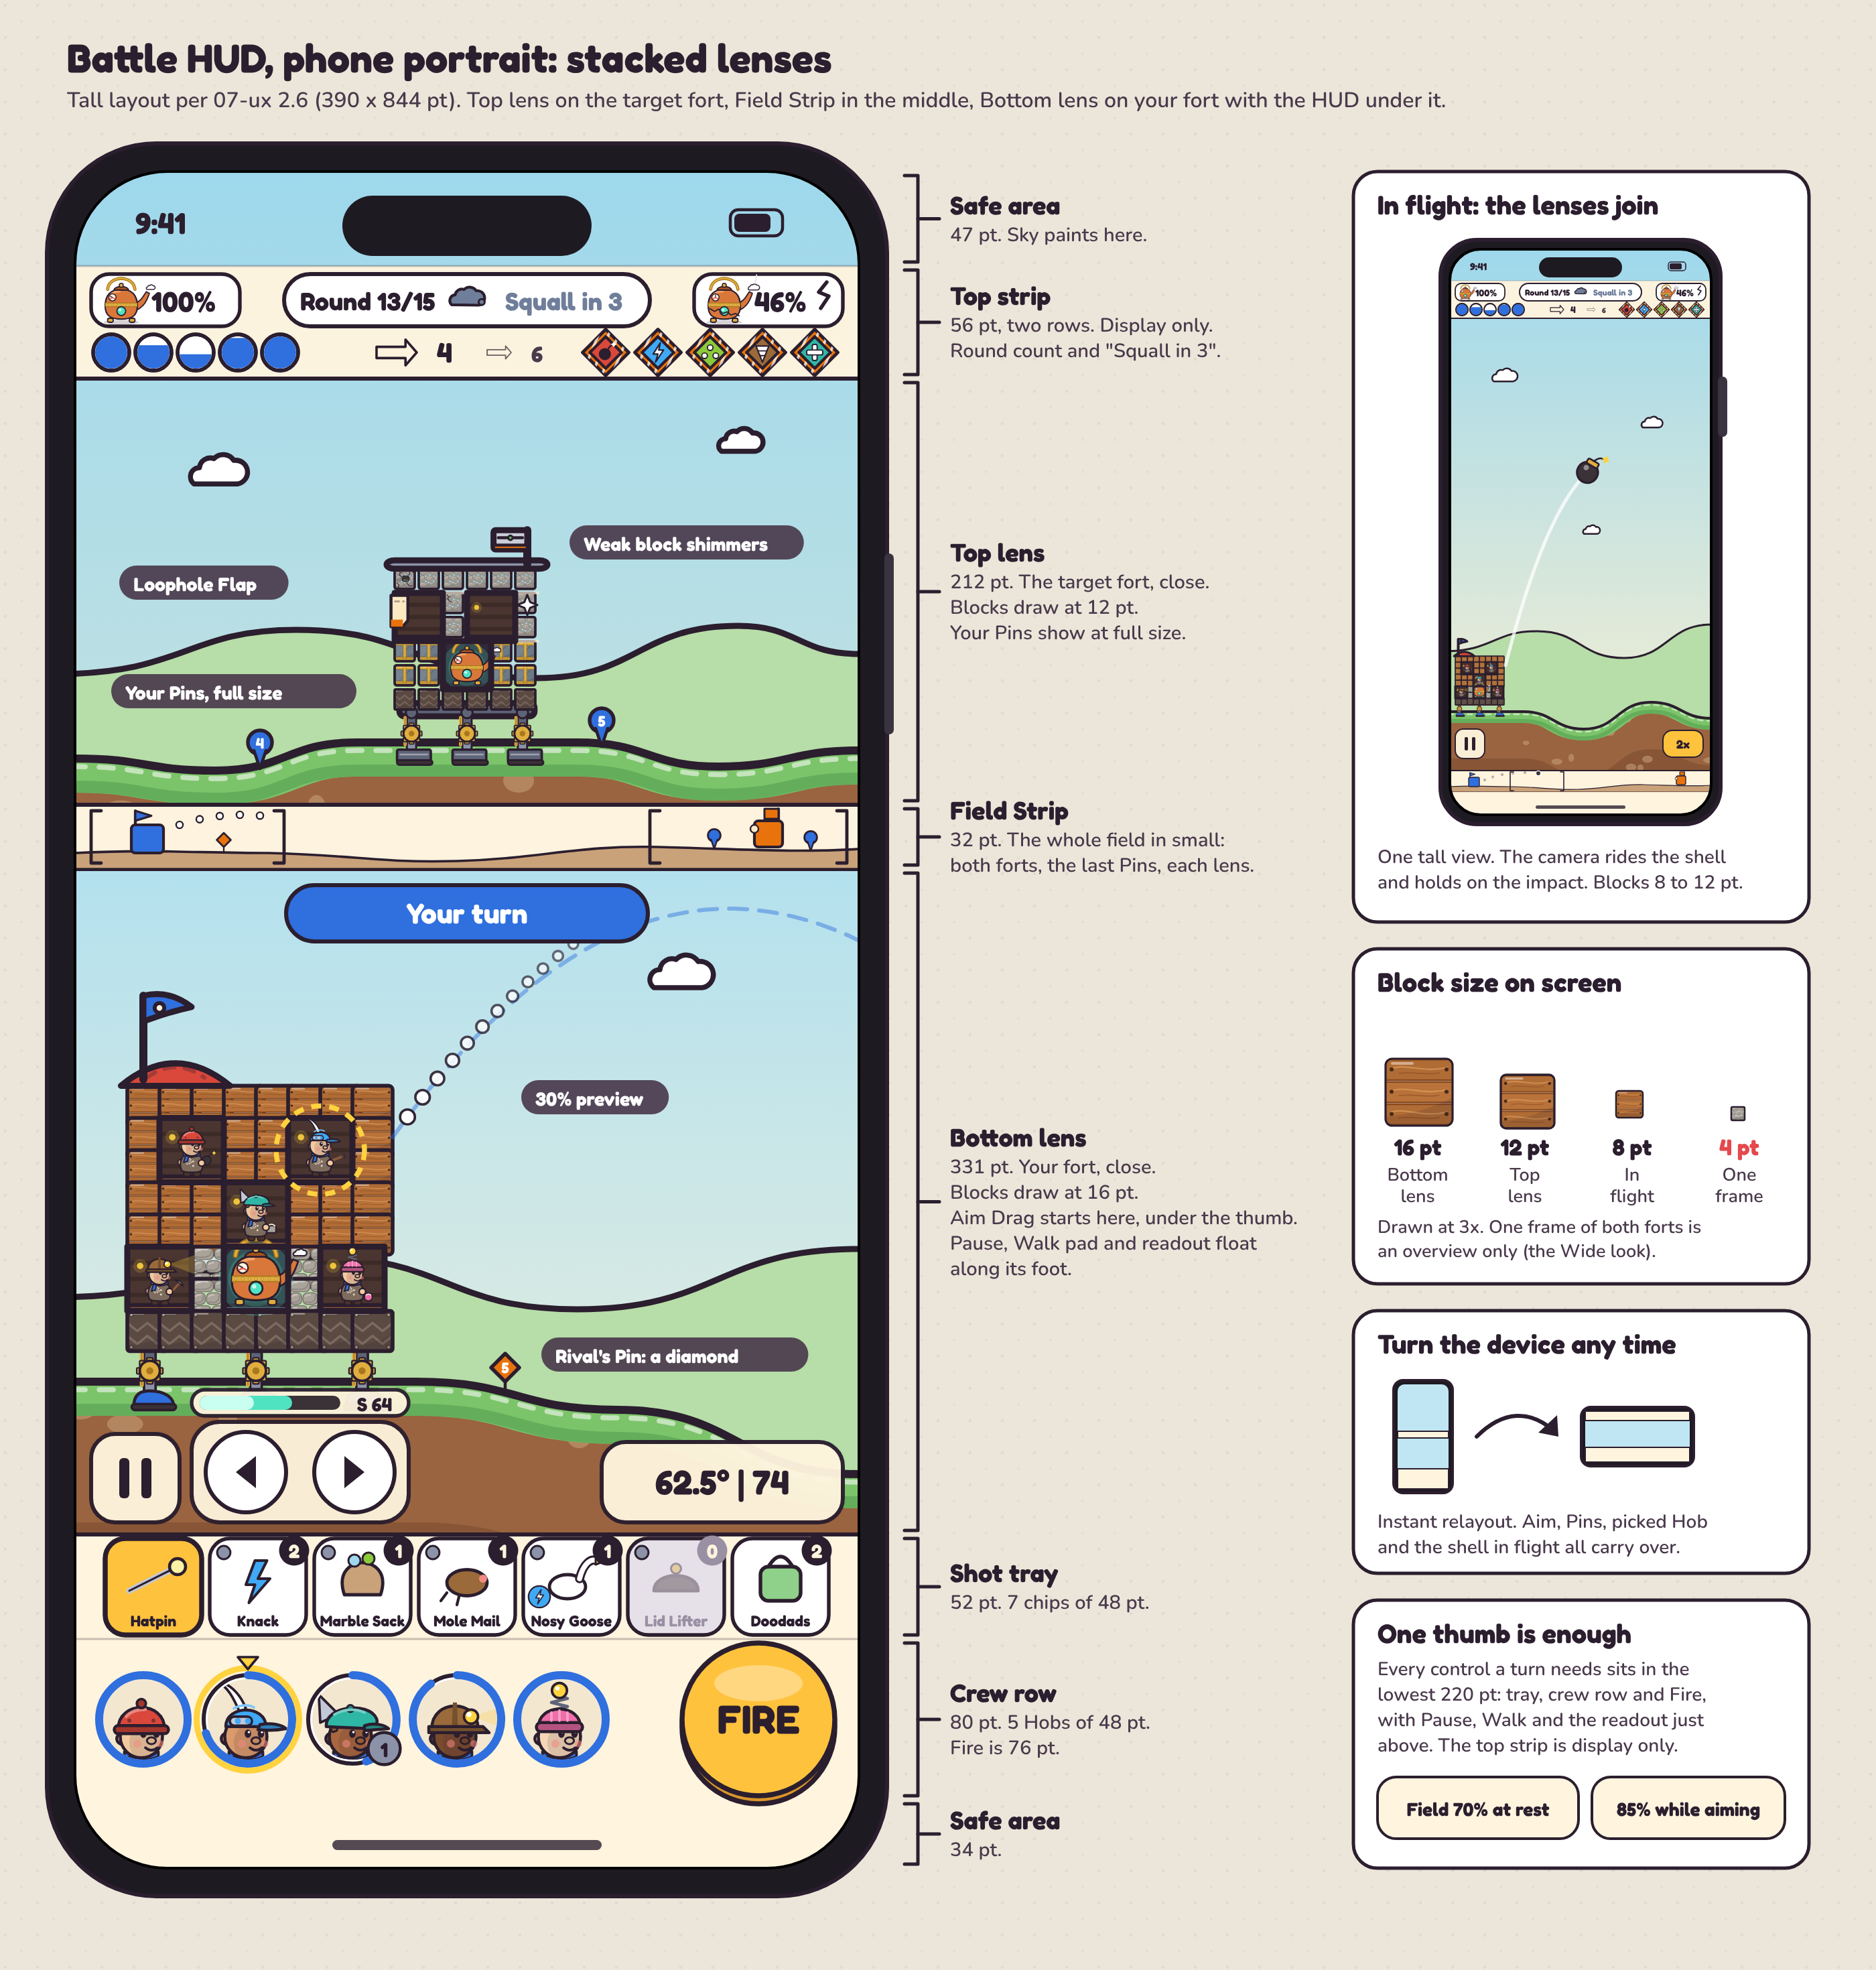 Battle HUD, phone portrait: stacked lenses
Tall layout per 07-ux 2.6 (390 x 844 pt). Top lens on the target fort, Field Strip in the middle, Bottom lens on your fort with the HUD under it.
9:41
100%
Round 13/15
Squall in 3
46%
4
6
Weak block shimmers
Loophole Flap
Your Pins, full size
4
5
Your turn
30% preview
Rival's Pin: a diamond
5
S 64
62.5° | 74
2
1
1
1
0
2
Hatpin
Knack
Marble Sack
Mole Mail
Nosy Goose
Lid Lifter
Doodads
1
FIRE
Safe area
47 pt. Sky paints here.
Top strip
56 pt, two rows. Display only.
Round count and "Squall in 3".
Top lens
212 pt. The target fort, close.
Blocks draw at 12 pt.
Your Pins show at full size.
Field Strip
32 pt. The whole field in small:
both forts, the last Pins, each lens.
Bottom lens
331 pt. Your fort, close.
Blocks draw at 16 pt.
Aim Drag starts here, under the thumb.
Pause, Walk pad and readout float
along its foot.
Shot tray
52 pt. 7 chips of 48 pt.
Crew row
80 pt. 5 Hobs of 48 pt.
Fire is 76 pt.
Safe area
34 pt.
In flight: the lenses join
9:41
100%
Round 13/15
Squall in 3
46%
4
6
2x
One tall view. The camera rides the shell
and holds on the impact. Blocks 8 to 12 pt.
Block size on screen
16 pt
12 pt
8 pt
4 pt
Bottom
lens
Top
lens
In
flight
One
frame
Drawn at 3x. One frame of both forts is
an overview only (the Wide look).
Turn the device any time
Instant relayout. Aim, Pins, picked Hob
and the shell in flight all carry over.
One thumb is enough
Every control a turn needs sits in the
lowest 220 pt: tray, crew row and Fire,
with Pause, Walk and the readout just
above. The top strip is display only.
Field 70% at rest
85% while aiming